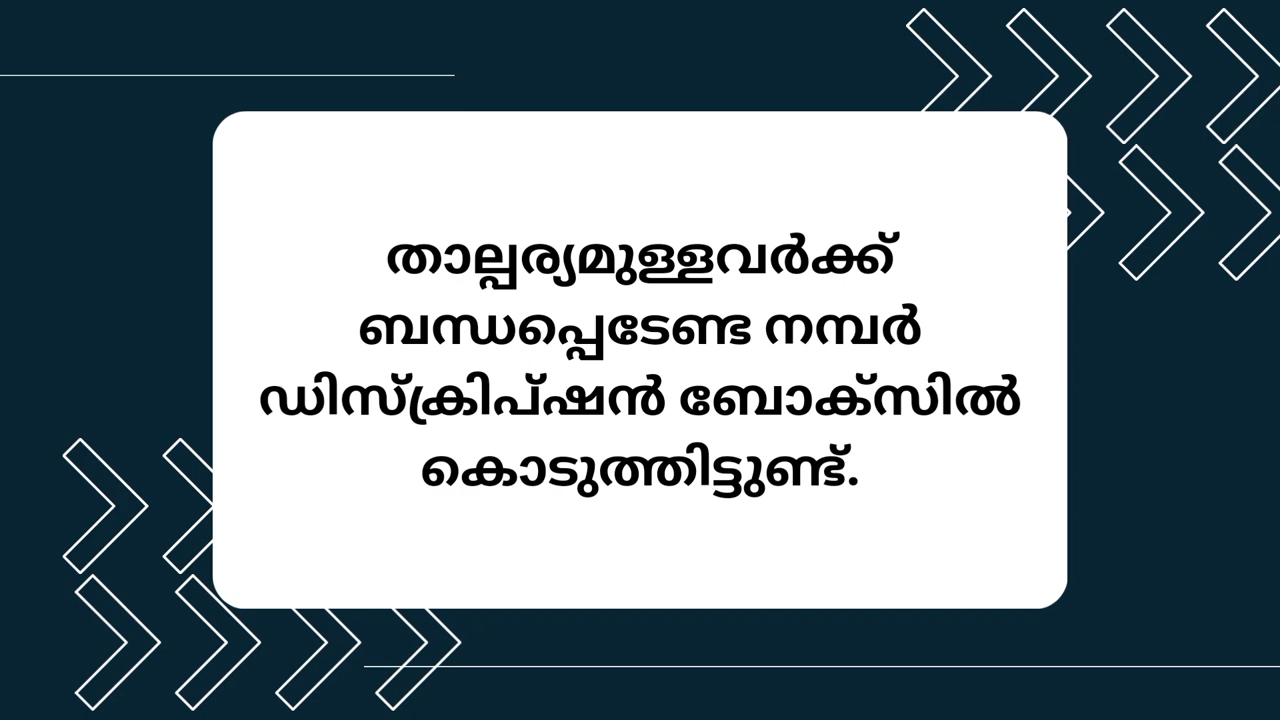 താല്പര്യമുള്ളവർക്ക്
ബന്ധപ്പെടേണ്ട നമ്പർ
ഡിസ്ക്രിപ്ഷൻ ബോക്സിൽ
കൊടുത്തിട്ടുണ്ട്.